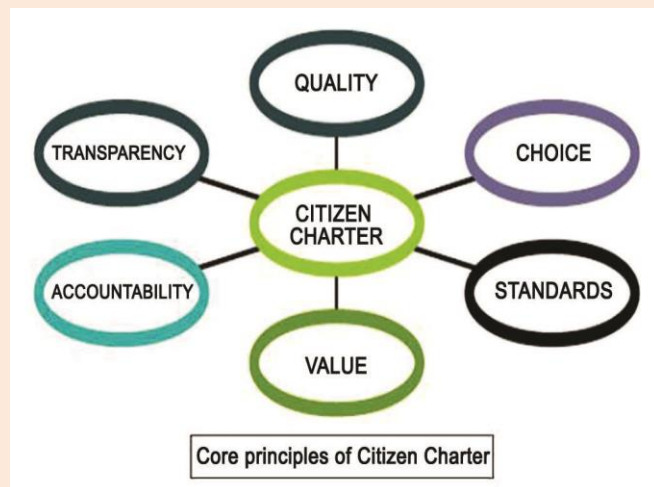 QUALITY
TRANSPARENCY
CHOICE
CITIZEN
CHARTER
ACCOUNTABILITY
STANDARDS
VALUE
Core principles of Citizen Charter